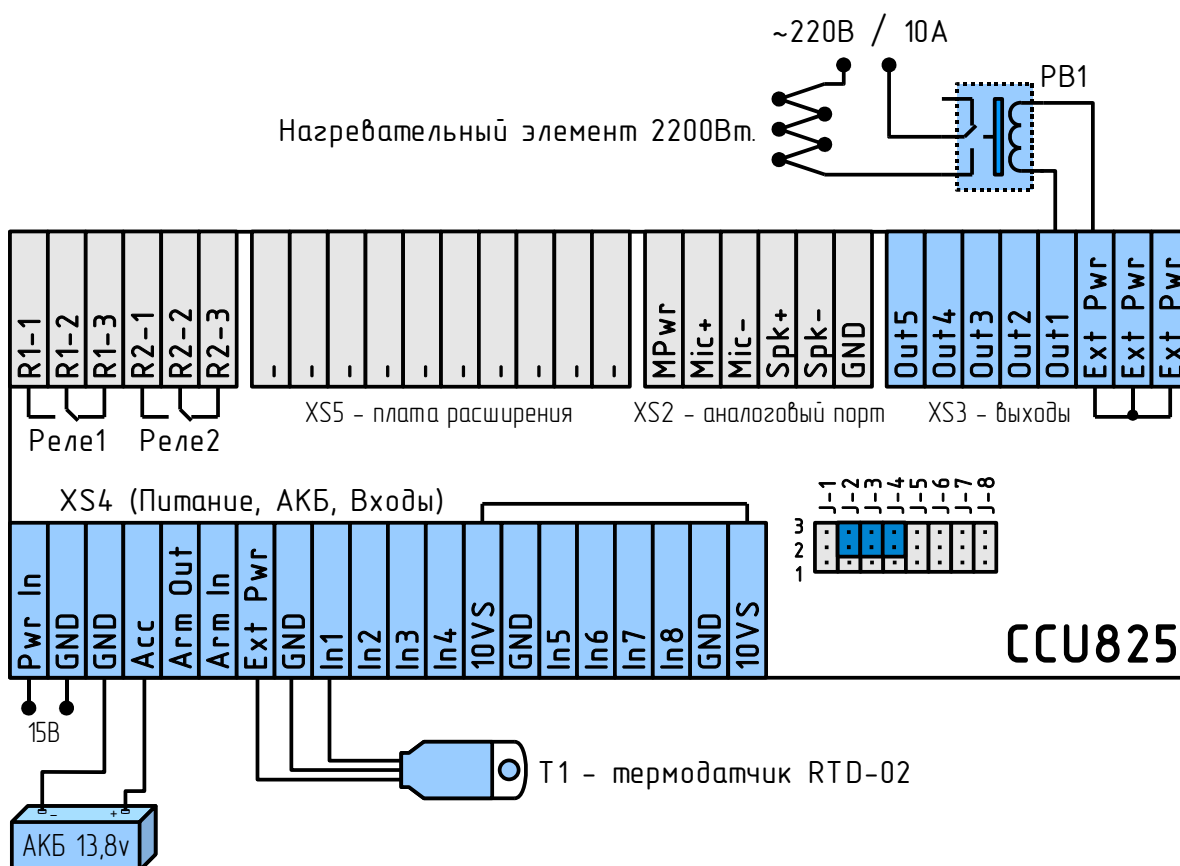 ~220В / 10А
РВ1
Нагревательный элемент 2200Вт.
R1-1
R1-2
R1-3
R2-1
R2-2
R2-3
-
-
-
-
-
-
-
-
-
-
MPwr
Mic+
Mic-
Spk+
Spk-
GND
Out5
Out4
Out3
Out2
Out1
Ext Pwr
Ext Pwr
Ext Pwr
Реле1
Реле2
XS5 - плата расширения
XS2 - аналоговый порт
XS3 - выходы
XS4 (Питание, АКБ, Входы)
J-1
J-2
J-3
J-4
J-5
J-6
J-7
J-8
3
2
1
Pwr In
GND
GND
Acc
Arm Out
Arm In
Ext Pwr
GND
In1
In2
In3
In4
10VS
GND
In5
In6
In7
In8
GND
10VS
CCU825
15В
Т1 - термодатчик RTD-02
- +
АКБ 13,8v